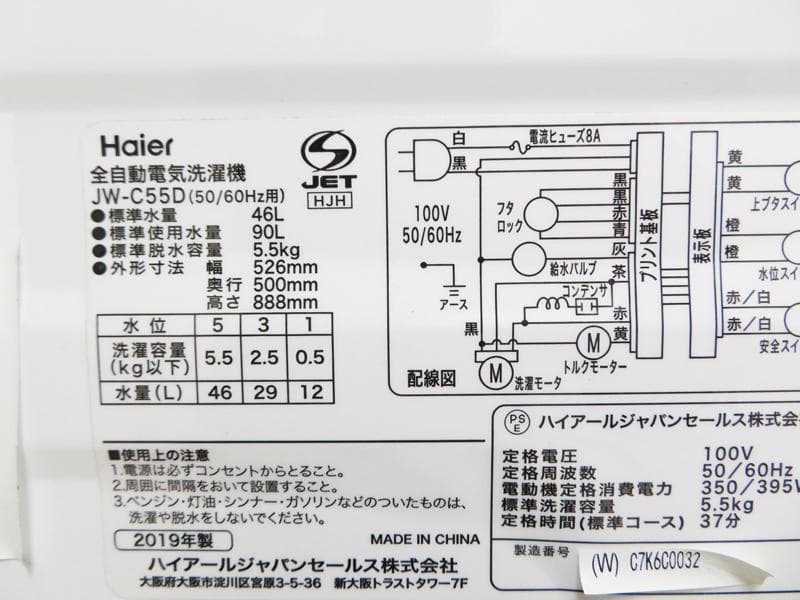 Haier
全自動電気洗濯機
JW-C55D(50/60Hz用)
S
JET
HJH
●標準水量 46L
●標準使用水量 90L
●標準脱水容量 5.5kg
●外形寸法 幅 526mm
奥行 500mm
高さ 888mm
水位 5 3 1
洗濯容量(kg以下) 5.5 2.5 0.5
水量(L) 46 29 12
白
黒
電流ヒューズ8A
100V
50/60Hz
アース
フタロック
黒
黒
赤
青
灰
給水バルブ
茶
コンデンサ
赤
黒
黄
M
洗濯モータ
M
トルクモーター
配線図
プリント基板
表示板
黄
黄
上ブタスイ
橙
橙
水位スイ
赤/白
赤/白
安全スイ
■使用上の注意
1.電源は必ずコンセントからとること。
2.周囲に間隔をおいて設置すること。
3.ベンジン・灯油・シンナー・ガソリンなどのついたものは、
洗濯や脱水をしないでください。
2019年製
MADE IN CHINA
ハイアールジャパンセールス株式会社
大阪府大阪市淀川区宮原3-5-36 新大阪トラストタワー7F
PS
E
ハイアールジャパンセールス株式会
定格電圧 100V
定格周波数 50/60Hz
電動機定格消費電力 350/395W
標準洗濯容量 5.5kg
定格時間(標準コース) 37分
製造番号
(W) C7K6C0032